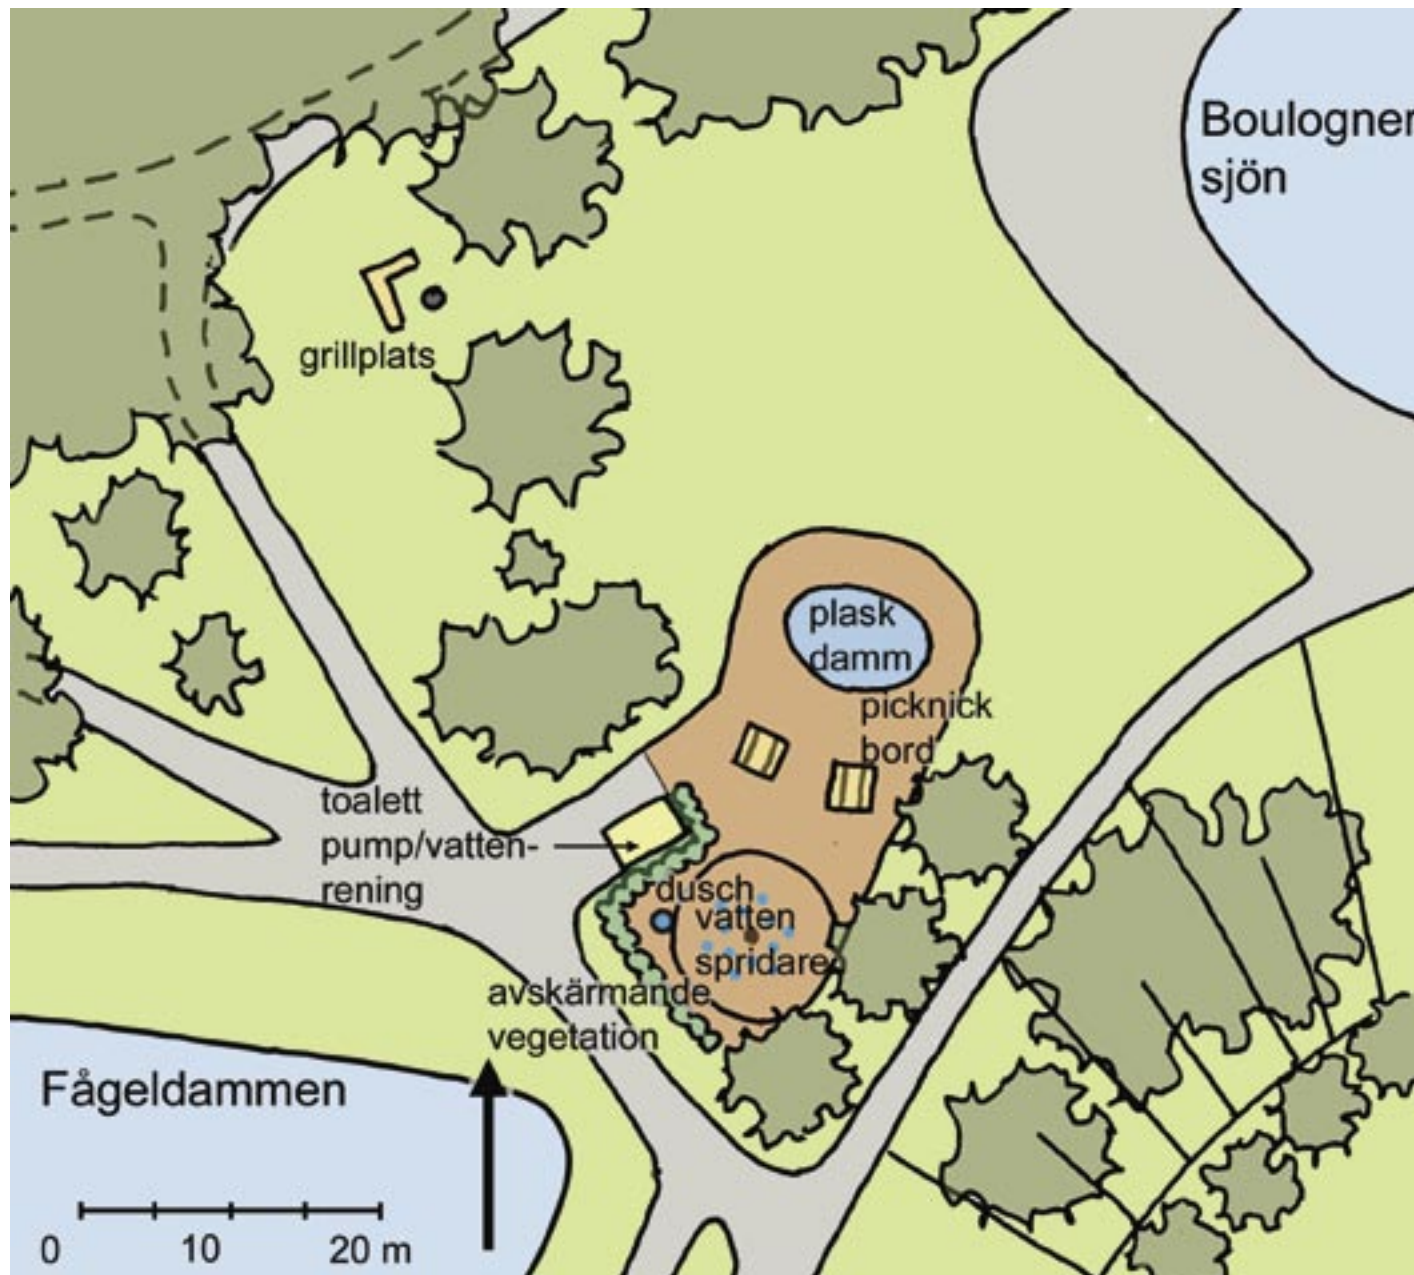 Boulogner
sjön
grillplats
plask
damm
picknick
bord
toalett
pump/vatten-
rening
dusch
vatten
spridare
avskärmande
vegetation
Fågeldammen
0 10 20 m